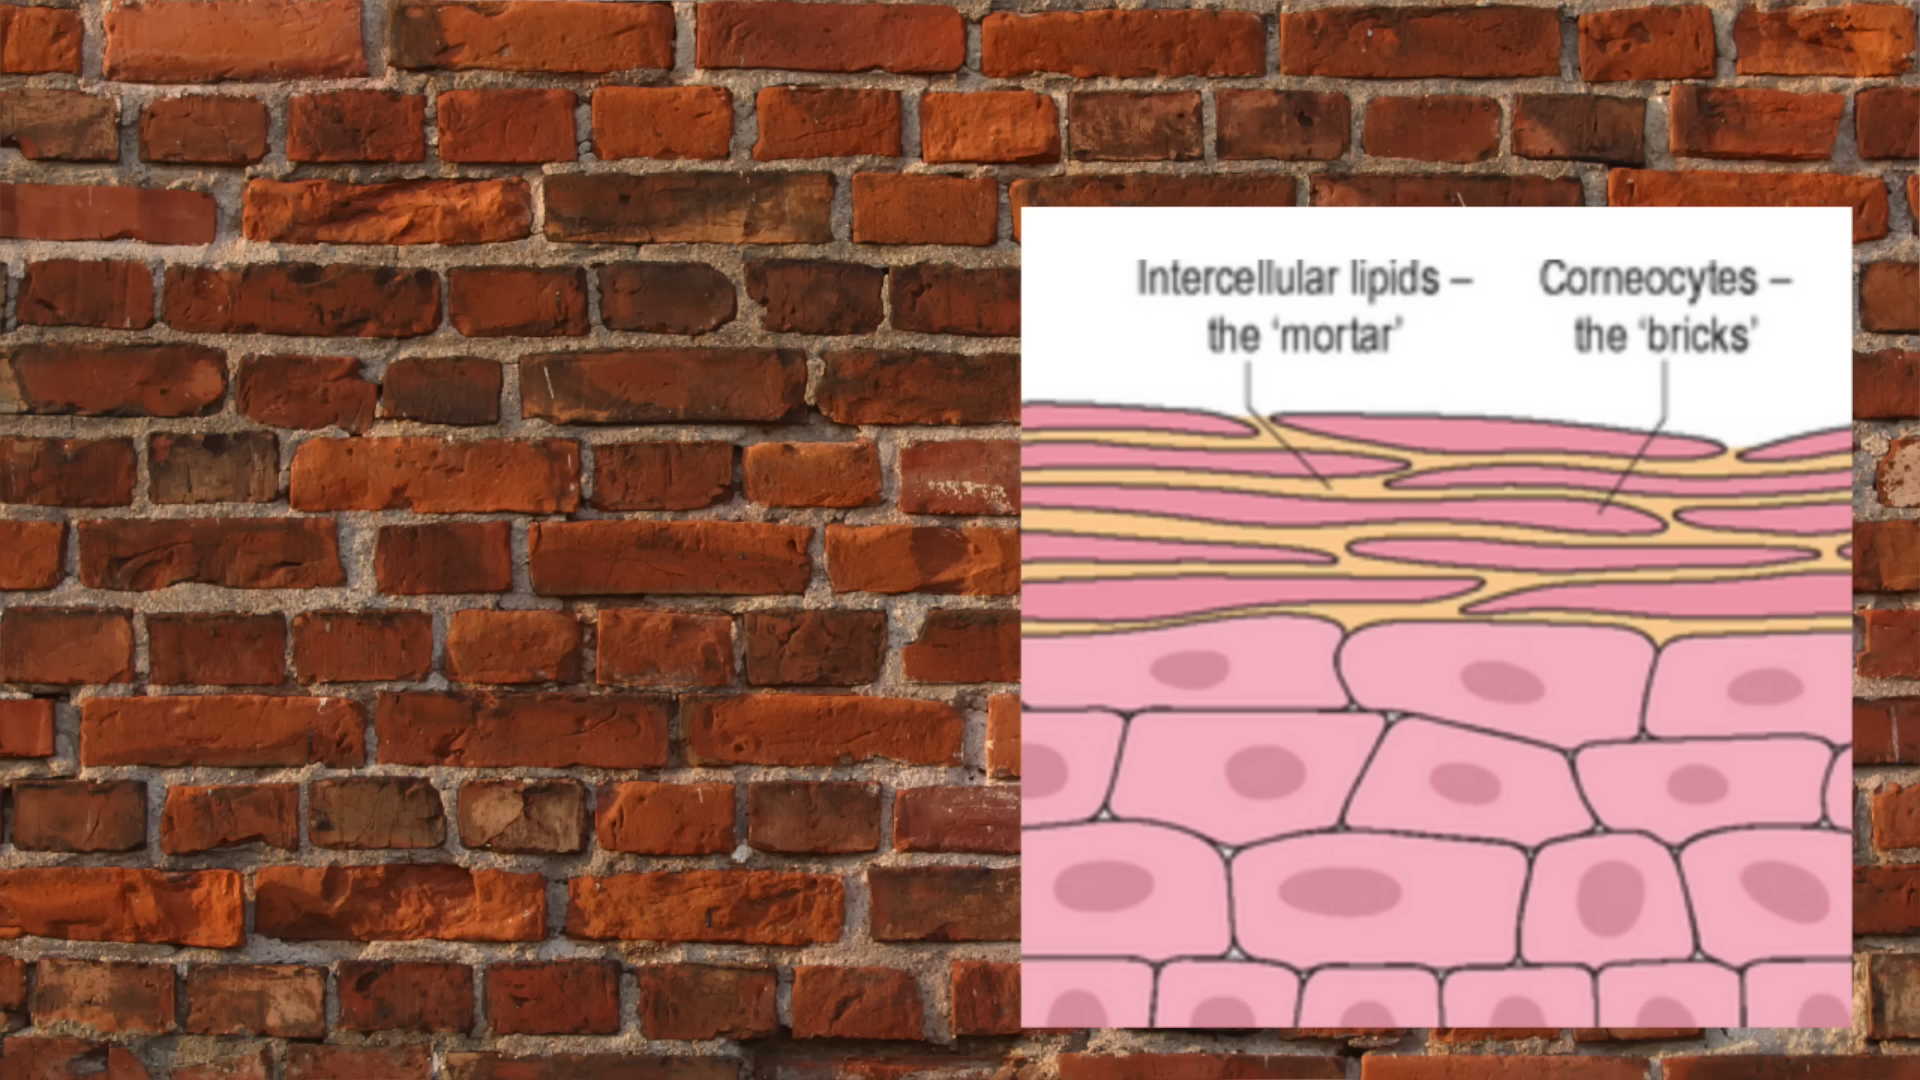 Intercellular lipids –
the ‘mortar’
Corneocytes –
the ‘bricks’